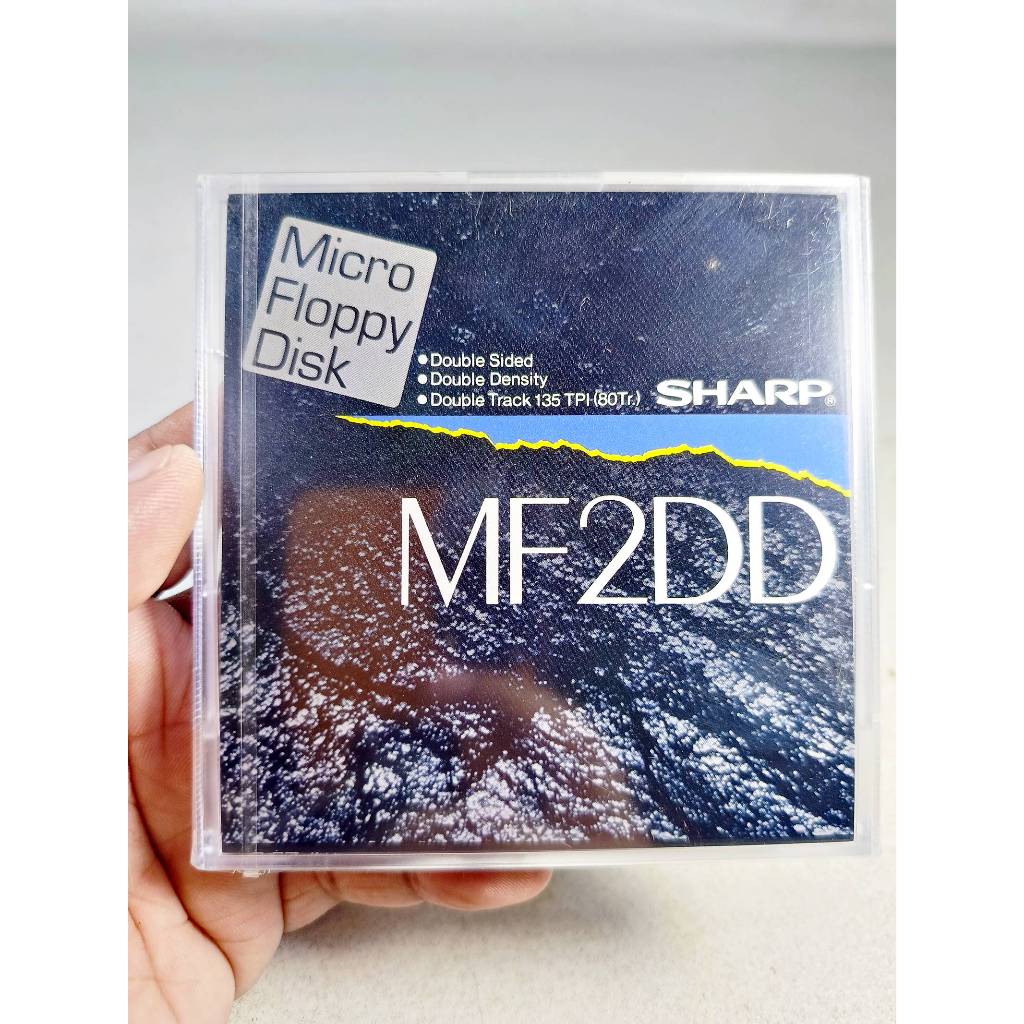 Micro
Floppy
Disk
• Double Sided
• Double Density
• Double Track 135 TPI (80Tr.)
SHARP®
MF2DD